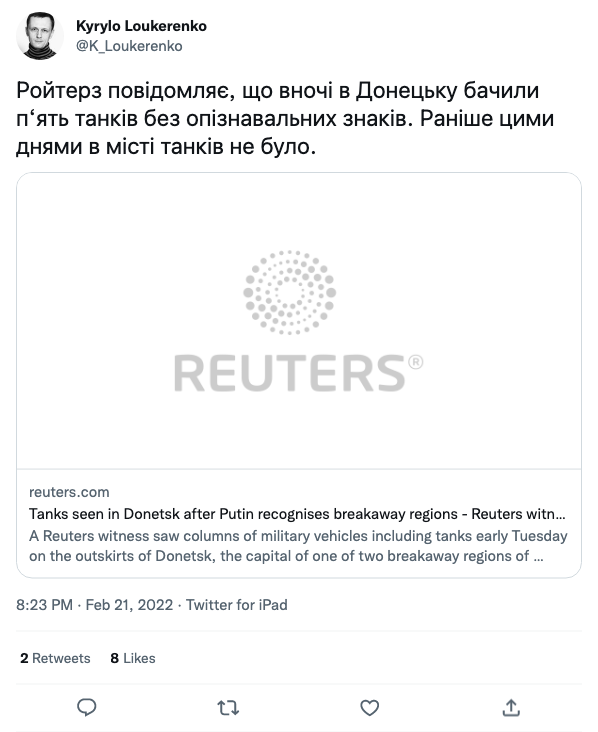 Kyrylo Loukerenko
@K_Loukerenko
Ройтерз повідомляє, що вночі в Донецьку бачили
п‘ять танків без опізнавальних знаків. Раніше цими
днями в місті танків не було.
REUTERS®
reuters.com
Tanks seen in Donetsk after Putin recognises breakaway regions - Reuters witn...
A Reuters witness saw columns of military vehicles including tanks early Tuesday
on the outskirts of Donetsk, the capital of one of two breakaway regions of ...
8:23 PM · Feb 21, 2022 · Twitter for iPad
2 Retweets 8 Likes